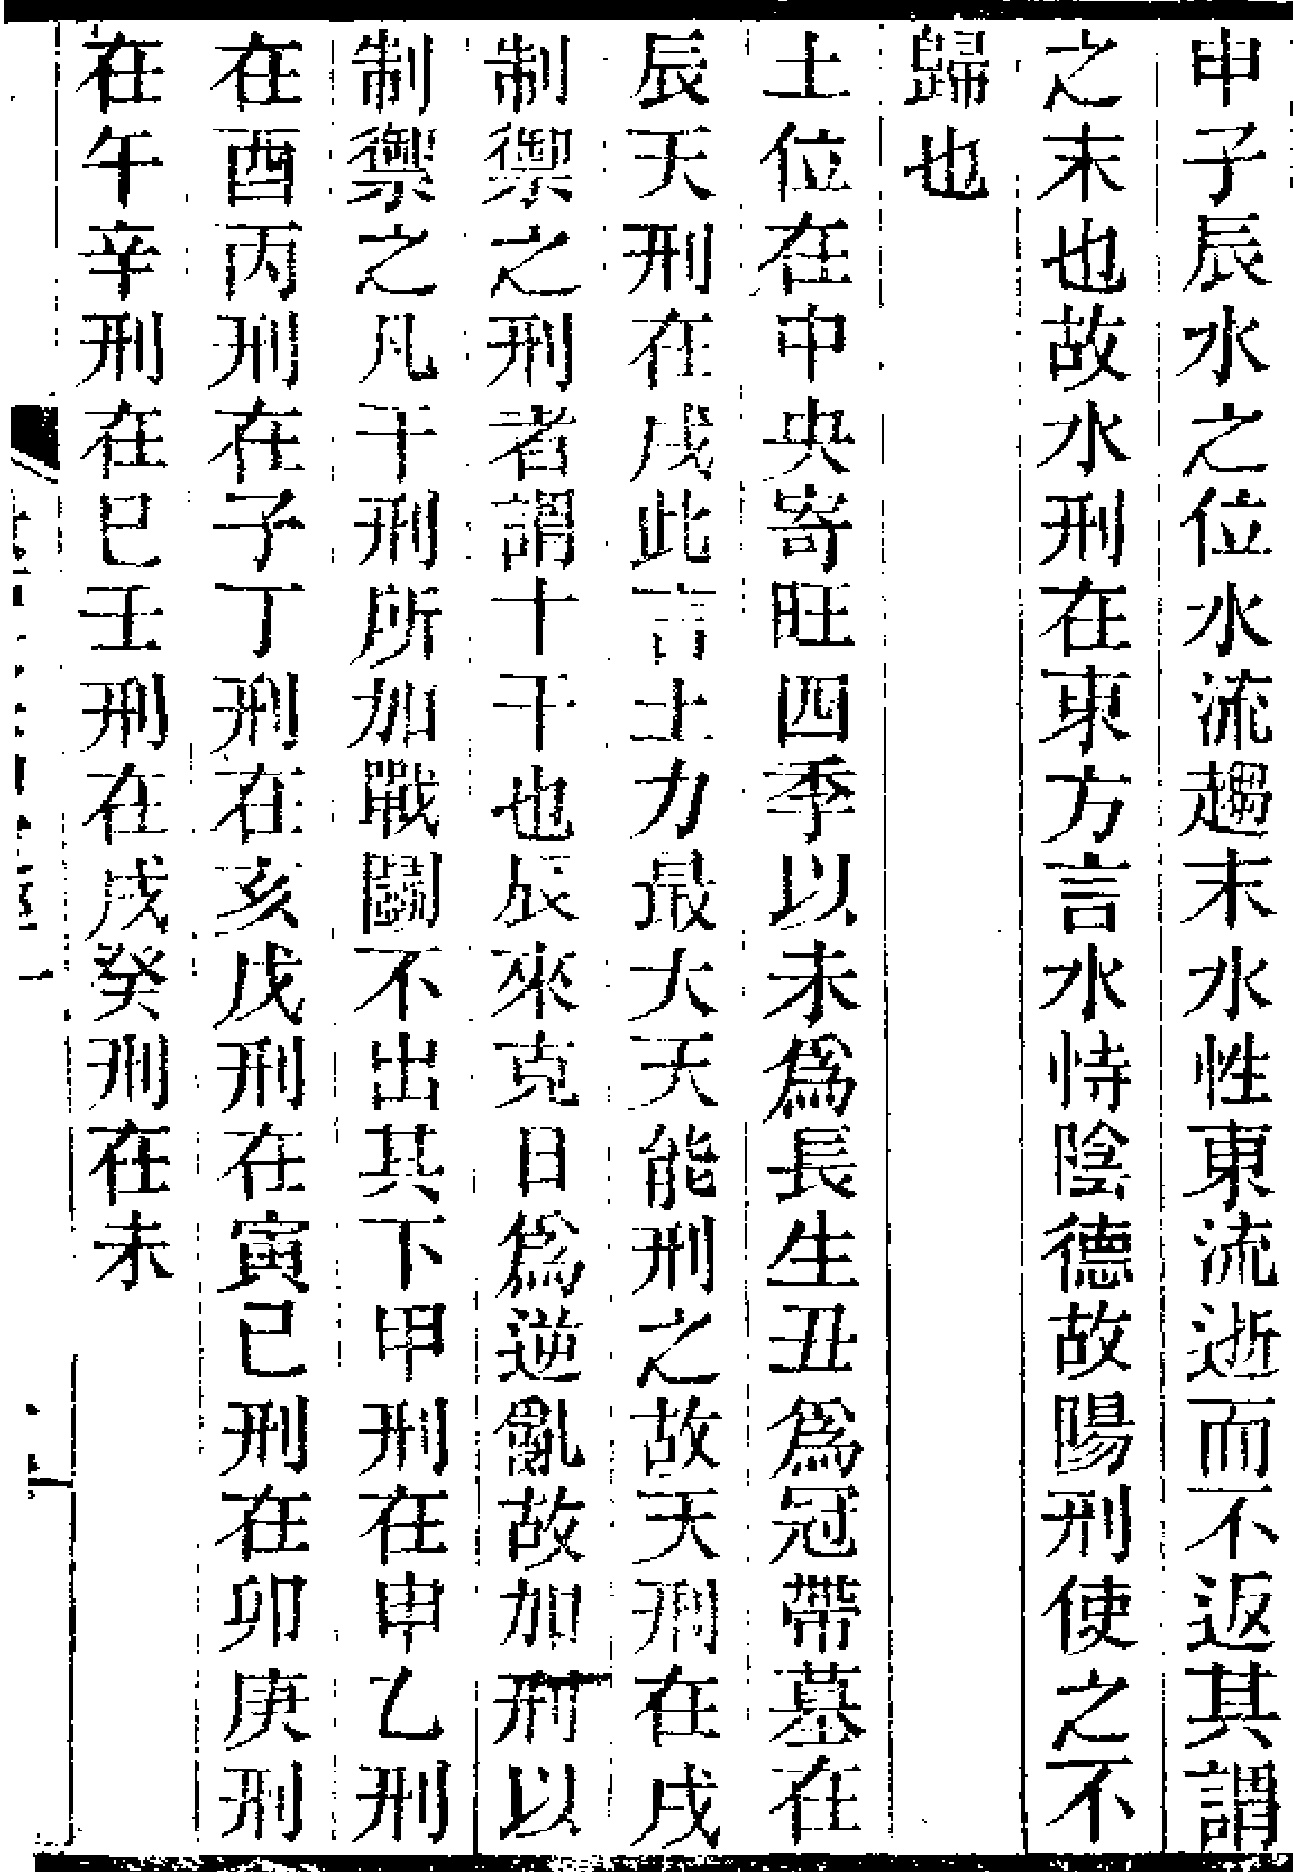 申子辰水之位水流趨末水性東流逝而不返其謂
之末也故水刑在東方言水恃陰德故陽刑使之不
歸也
土位在中央寄旺四季以未爲長生丑爲冠帶墓在
辰天刑在戌此言土力最大天能刑之故天刑在戌
制禦之刑者謂十干也辰來克日爲逆亂故加刑以
制禦之凡干刑所加戰鬭不出其下甲刑在申乙刑
在酉丙刑在子丁刑在亥戊刑在寅己刑在卯庚刑
在午辛刑在巳壬刑在戌癸刑在未